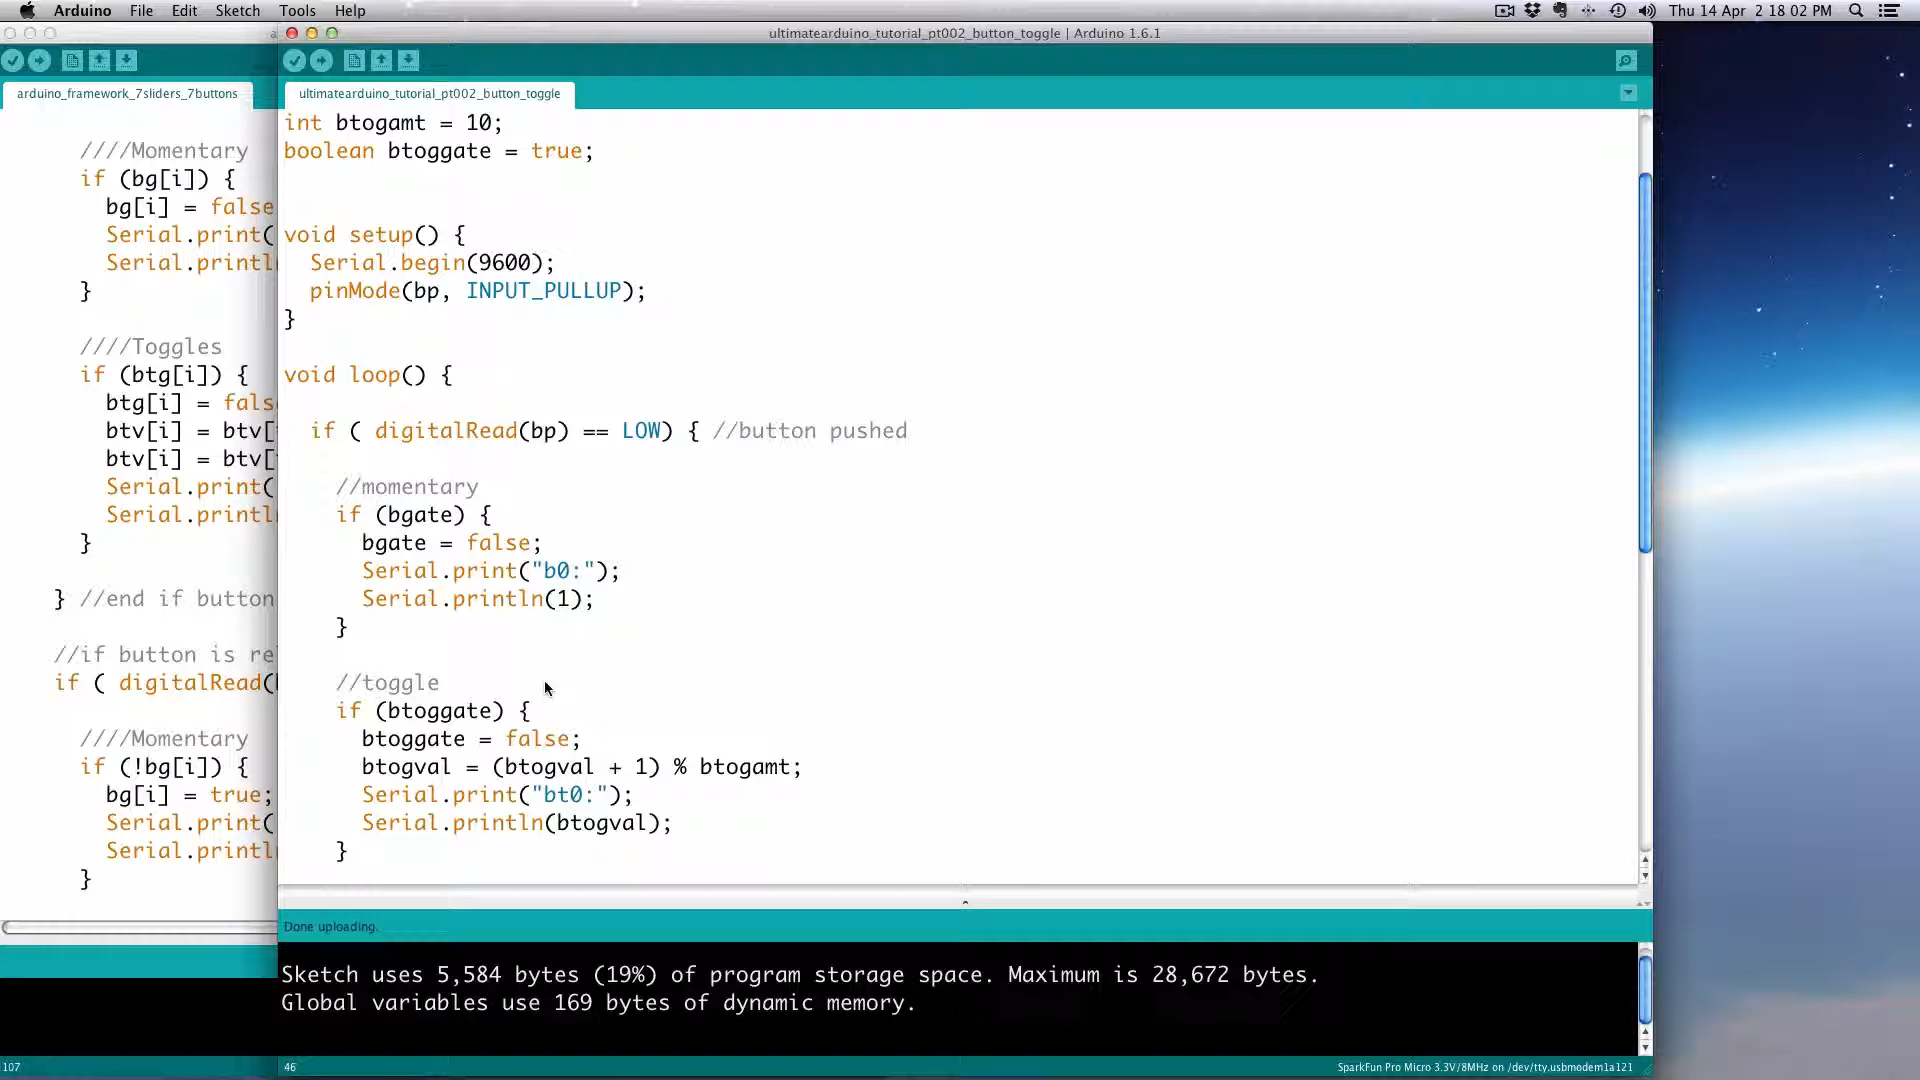 Arduino File Edit Sketch Tools Help
Thu 14 Apr 2 18 02 PM
ultimatearduino_tutorial_pt002_button_toggle | Arduino 1.6.1
arduino_framework_7sliders_7buttons
ultimatearduino_tutorial_pt002_button_toggle
////Momentary
if (bg[i]) {
bg[i] = false
Serial.print(
Serial.println
}
////Toggles
if (btg[i]) {
btg[i] = fals
btv[i] = btv[
btv[i] = btv[
Serial.print(
Serial.println
}
} //end if button
//if button is re
if ( digitalRead(
////Momentary
if (!bg[i]) {
bg[i] = true;
Serial.print(
Serial.println
}
107
int btogamt = 10;
boolean btoggate = true;
void setup() {
Serial.begin(9600);
pinMode(bp, INPUT_PULLUP);
}
void loop() {
if ( digitalRead(bp) == LOW) { //button pushed
//momentary
if (bgate) {
bgate = false;
Serial.print("b0:");
Serial.println(1);
}
//toggle
if (btoggate) {
btoggate = false;
btogval = (btogval + 1) % btogamt;
Serial.print("bt0:");
Serial.println(btogval);
}
Done uploading.
Sketch uses 5,584 bytes (19%) of program storage space. Maximum is 28,672 bytes.
Global variables use 169 bytes of dynamic memory.
46
SparkFun Pro Micro 3.3V/8MHz on /dev/tty.usbmodem1a121